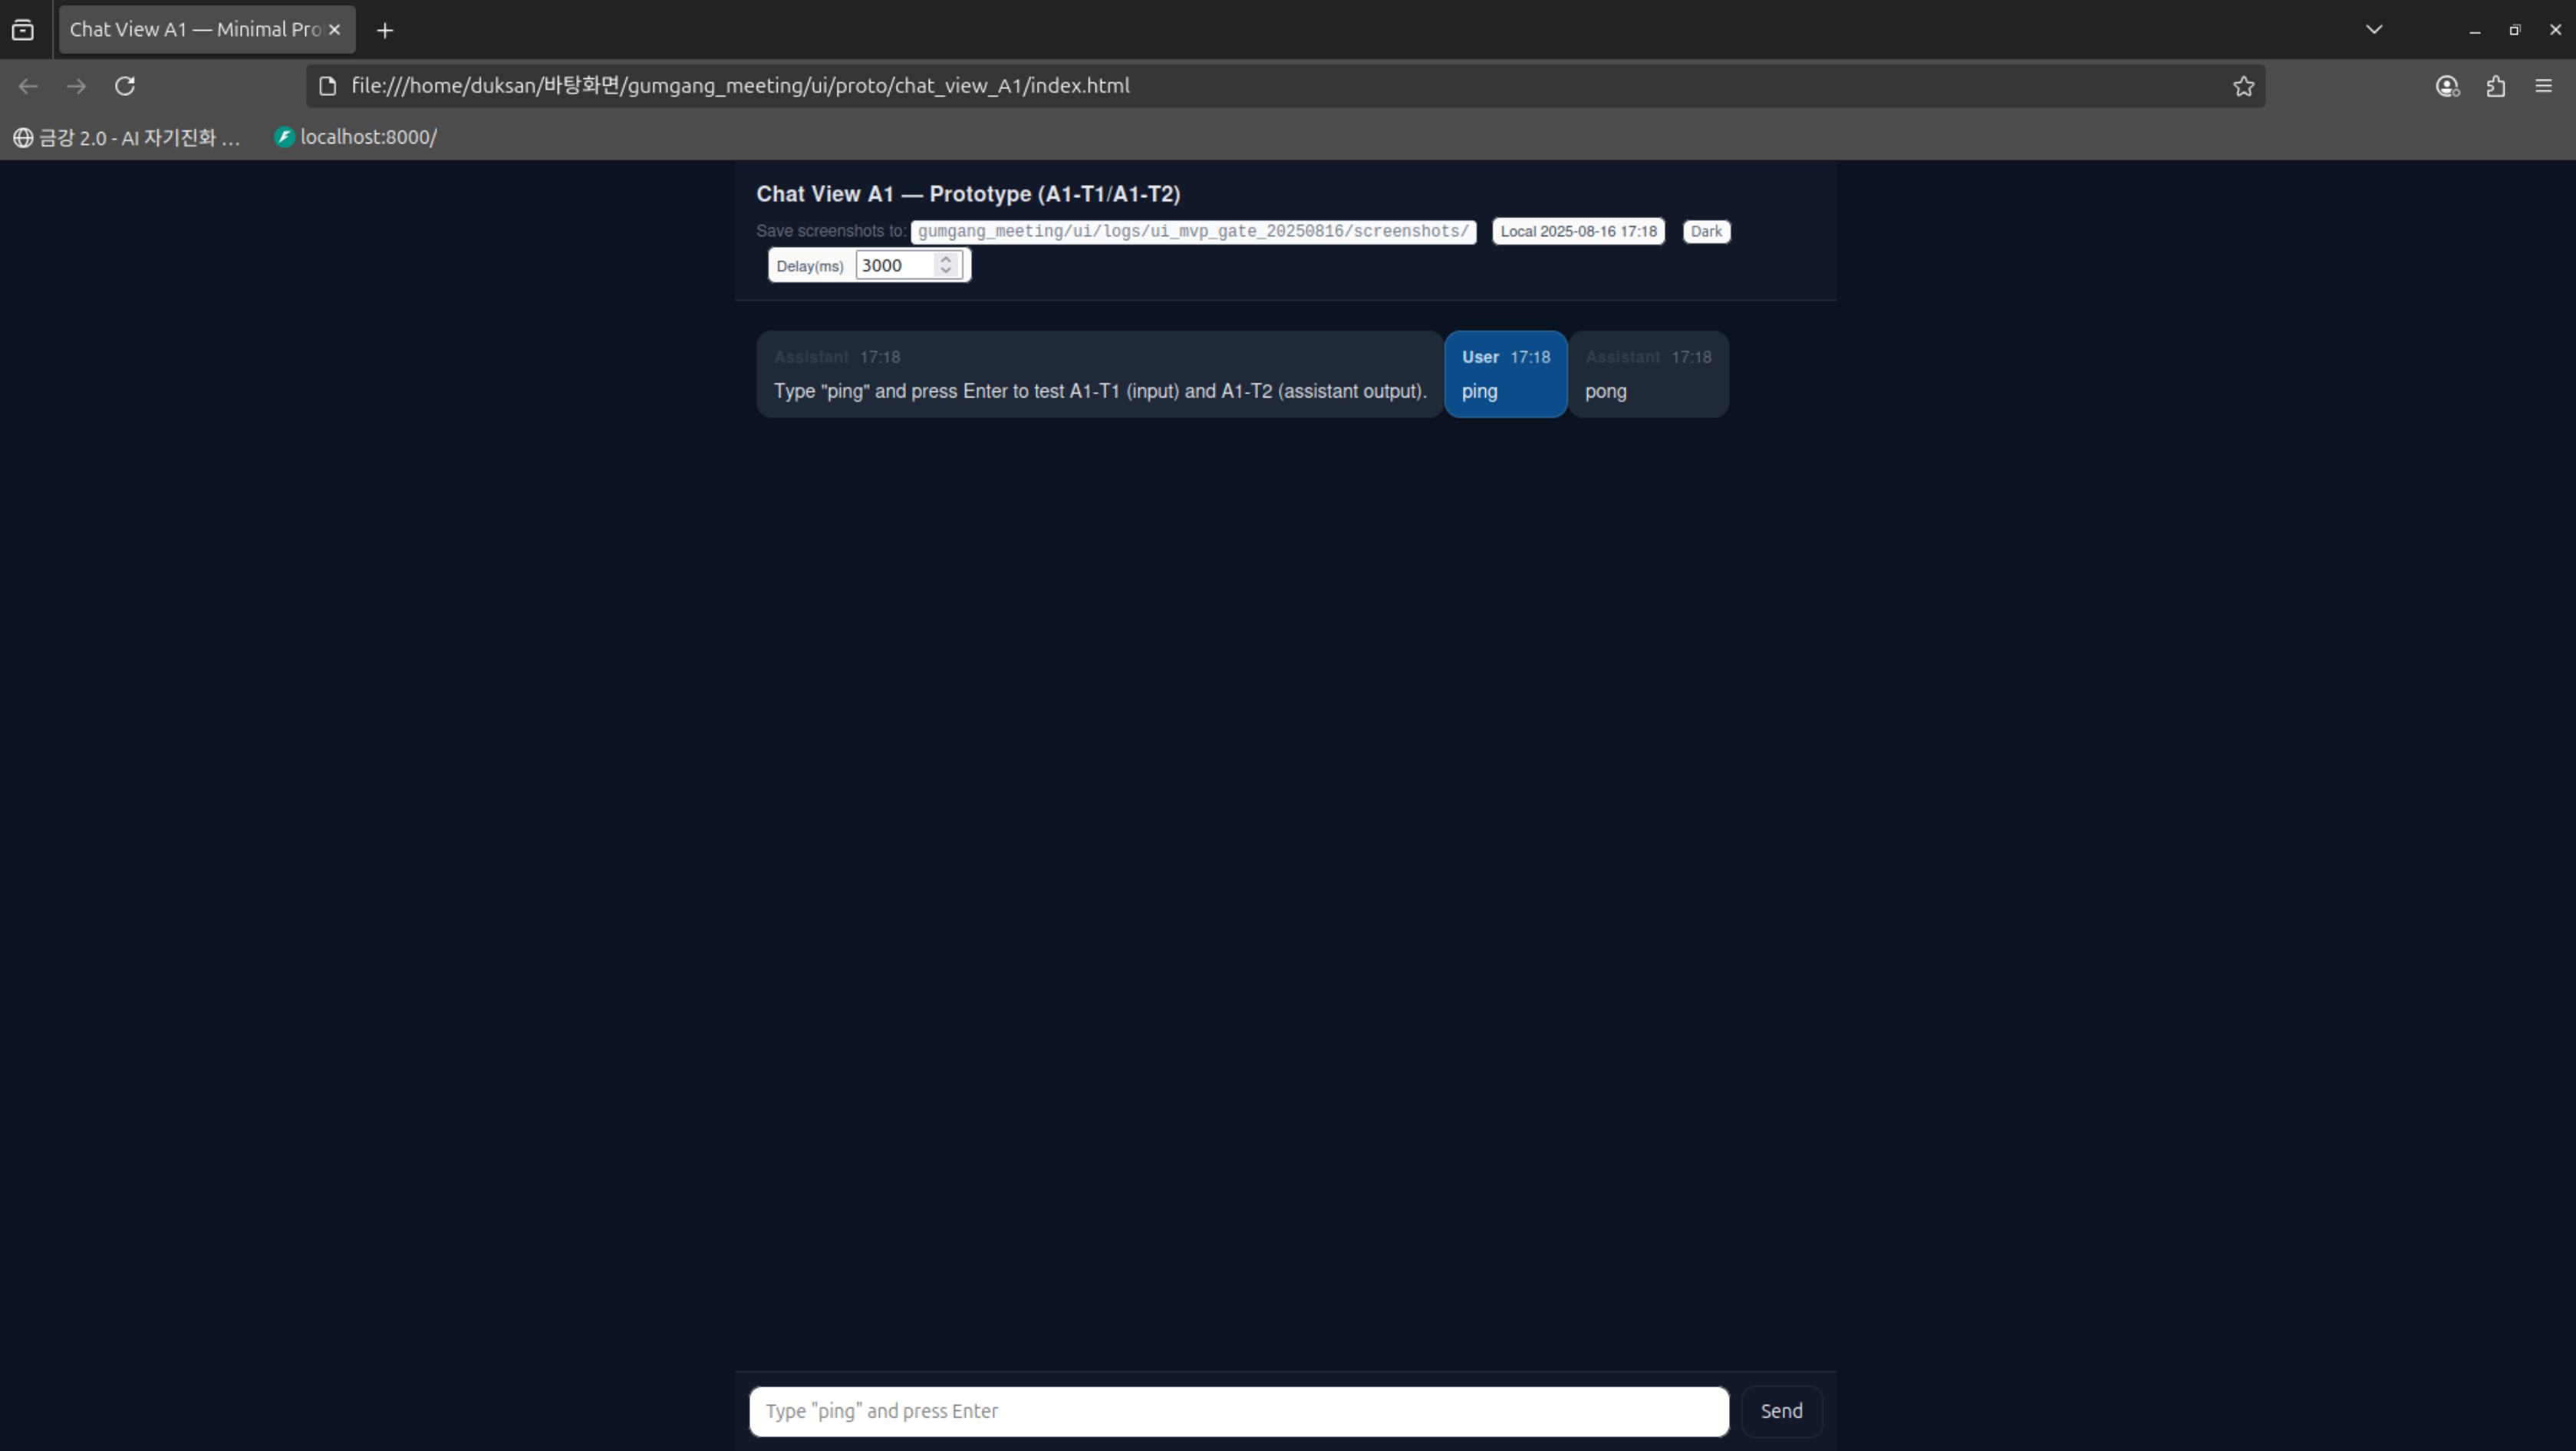 Chat View A1 — Minimal Pro
file:///home/duksan/바탕화면/gumgang_meeting/ui/proto/chat_view_A1/index.html
금강 2.0 - AI 자기진화 ...
localhost:8000/
Chat View A1 — Prototype (A1-T1/A1-T2)
Save screenshots to: gumgang_meeting/ui/logs/ui_mvp_gate_20250816/screenshots/ Local 2025-08-16 17:18 Dark
Delay(ms) 3000
Assistant 17:18
Type "ping" and press Enter to test A1-T1 (input) and A1-T2 (assistant output).
User 17:18
ping
Assistant 17:18
pong
Type "ping" and press Enter
Send